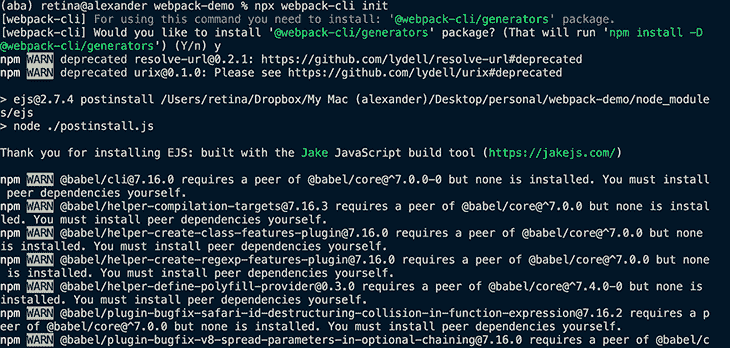 (aba) retina@alexander webpack-demo % npx webpack-cli init
[webpack-cli] For using this command you need to install: '@webpack-cli/generators' package.
[webpack-cli] Would you like to install '@webpack-cli/generators' package? (That will run 'npm install -D
@webpack-cli/generators') (Y/n) y
npm WARN deprecated resolve-url@0.2.1: https://github.com/lydell/resolve-url#deprecated
npm WARN deprecated urix@0.1.0: Please see https://github.com/lydell/urix#deprecated
> ejs@2.7.4 postinstall /Users/retina/Dropbox/My Mac (alexander)/Desktop/personal/webpack-demo/node_module
s/ejs
> node ./postinstall.js
Thank you for installing EJS: built with the Jake JavaScript build tool (https://jakejs.com/)
npm WARN @babel/cli@7.16.0 requires a peer of @babel/core@^7.0.0-0 but none is installed. You must install
peer dependencies yourself.
npm WARN @babel/helper-compilation-targets@7.16.3 requires a peer of @babel/core@^7.0.0 but none is instal
led. You must install peer dependencies yourself.
npm WARN @babel/helper-create-class-features-plugin@7.16.0 requires a peer of @babel/core@^7.0.0 but none
is installed. You must install peer dependencies yourself.
npm WARN @babel/helper-create-regexp-features-plugin@7.16.0 requires a peer of @babel/core@^7.0.0 but none
is installed. You must install peer dependencies yourself.
npm WARN @babel/helper-define-polyfill-provider@0.3.0 requires a peer of @babel/core@^7.4.0-0 but none is
installed. You must install peer dependencies yourself.
npm WARN @babel/plugin-bugfix-safari-id-destructuring-collision-in-function-expression@7.16.2 requires a p
eer of @babel/core@^7.0.0 but none is installed. You must install peer dependencies yourself.
npm WARN @babel/plugin-bugfix-v8-spread-parameters-in-optional-chaining@7.16.0 requires a peer of @babel/c